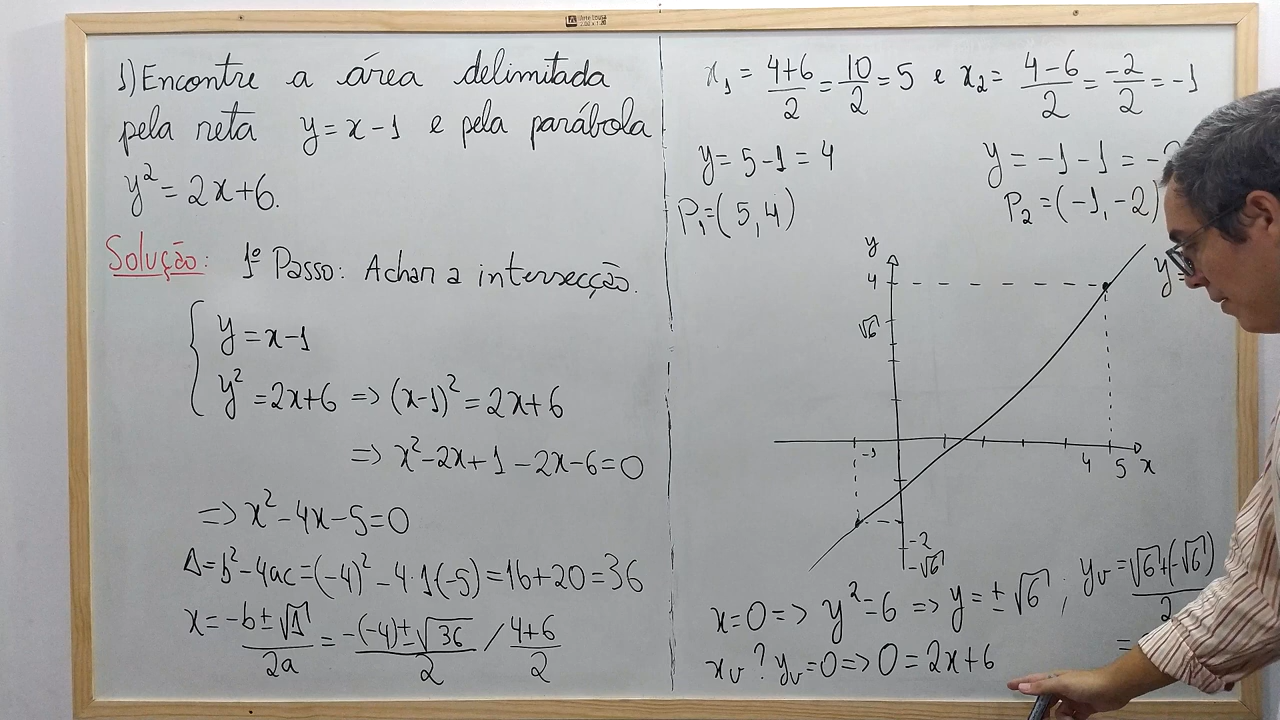 1) Encontre a área delimitada
pela reta y = x - 1 e pela parábola
y² = 2x + 6.
Solução: 1º Passo: Achar a intersecção.
y = x - 1
y² = 2x + 6 => (x-1)² = 2x + 6
=> x² - 2x + 1 - 2x - 6 = 0
=> x² - 4x - 5 = 0
Δ = b² - 4ac = (-4)² - 4·1(-5) = 16 + 20 = 36
x = -b ± √Δ / 2a = -(-4) ± √36 / 2 / 4+6 / 2
x₁ = 4+6 / 2 = 10 / 2 = 5 e x₂ = 4-6 / 2 = -2 / 2 = -1
y = 5 - 1 = 4
y = -1 - 1 =
P₁ = (5, 4)
P₂ = (-1, -2)
y
4
√6
-1
4 5 x
-2
-√6
y =
x = 0 => y² = 6 => y = ± √6 ; yᵥ = √6 + (-√6) / 2
=
xᵥ? yᵥ = 0 => 0 = 2x + 6